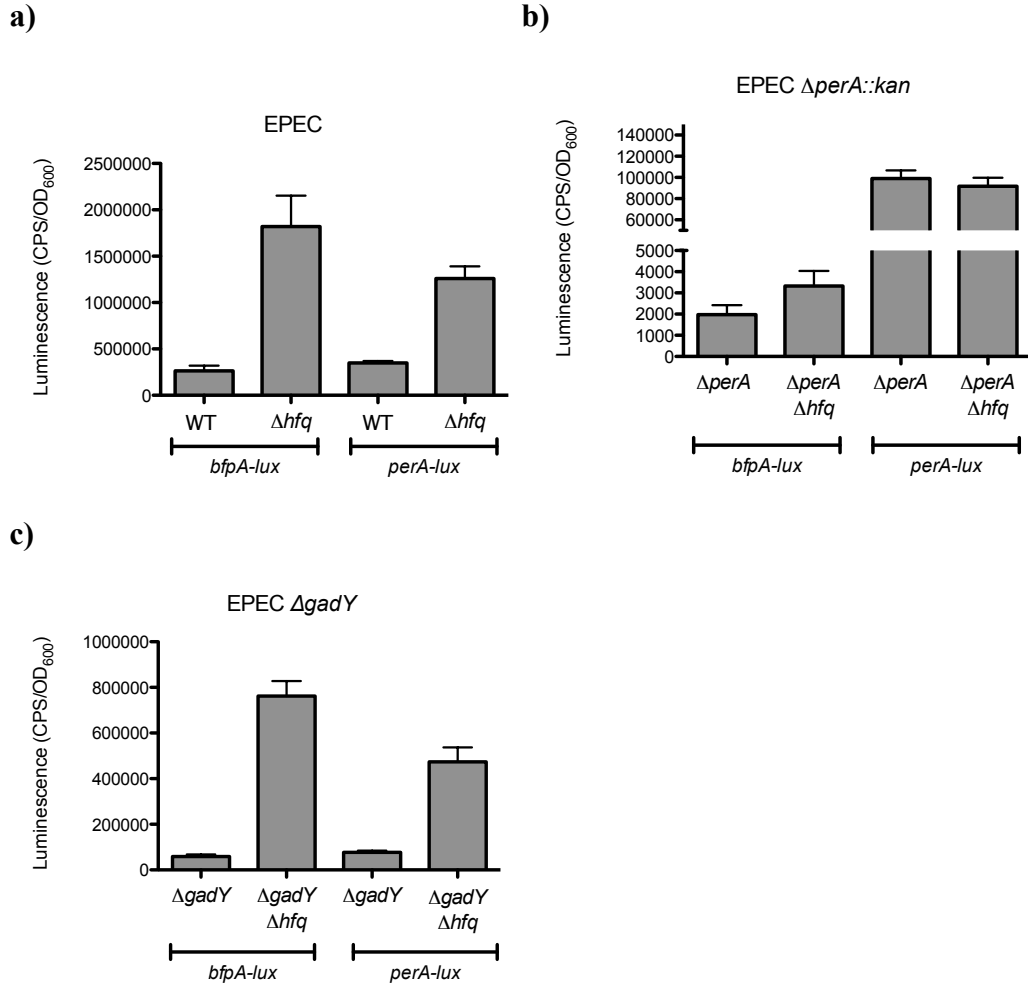 a)
EPEC
Luminescence (CPS/OD600)
2500000
2000000
1500000
1000000
500000
0
WT
Δhfq
WT
Δhfq
bfpA-lux
perA-lux
b)
EPEC ΔperA::kan
Luminescence (CPS/OD600)
140000
120000
100000
80000
60000
5000
4000
3000
2000
1000
0
ΔperA
ΔperA
Δhfq
ΔperA
ΔperA
Δhfq
bfpA-lux
perA-lux
c)
EPEC ΔgadY
Luminescence (CPS/OD600)
1000000
800000
600000
400000
200000
0
ΔgadY
ΔgadY
Δhfq
ΔgadY
ΔgadY
Δhfq
bfpA-lux
perA-lux